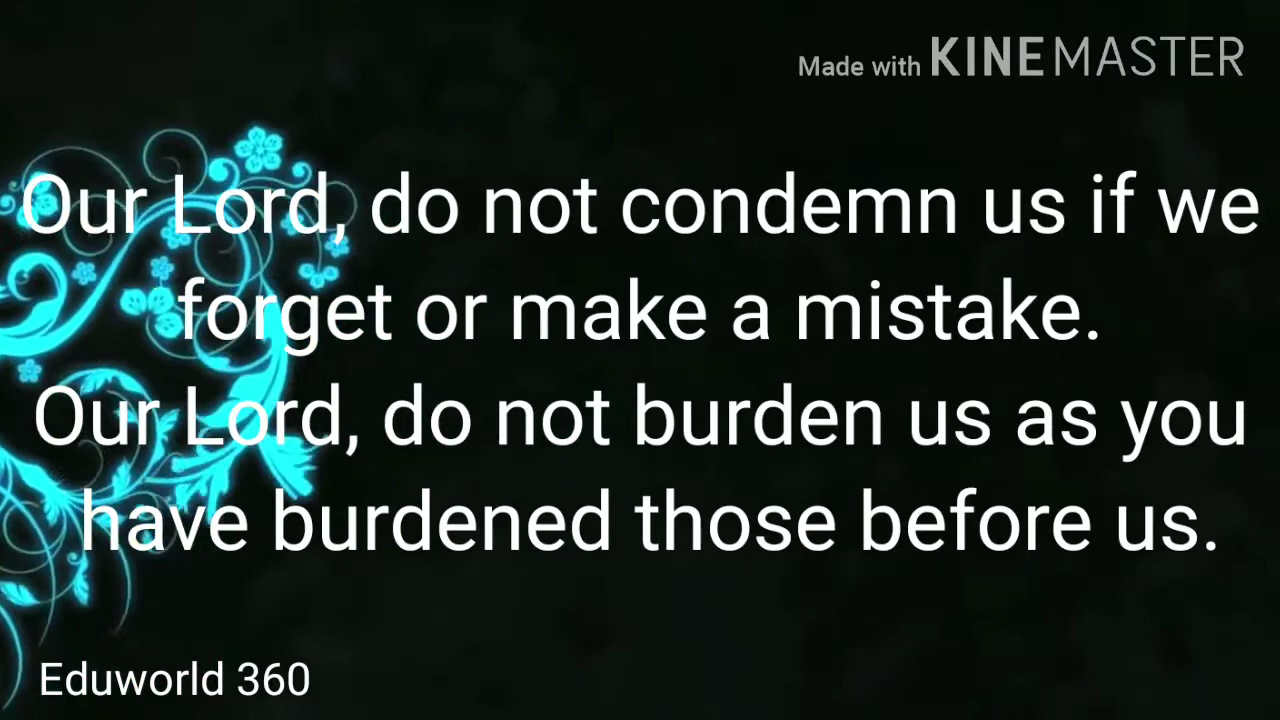 Made with KINEMASTER
Our Lord, do not condemn us if we
forget or make a mistake.
Our Lord, do not burden us as you
have burdened those before us.
Eduworld 360